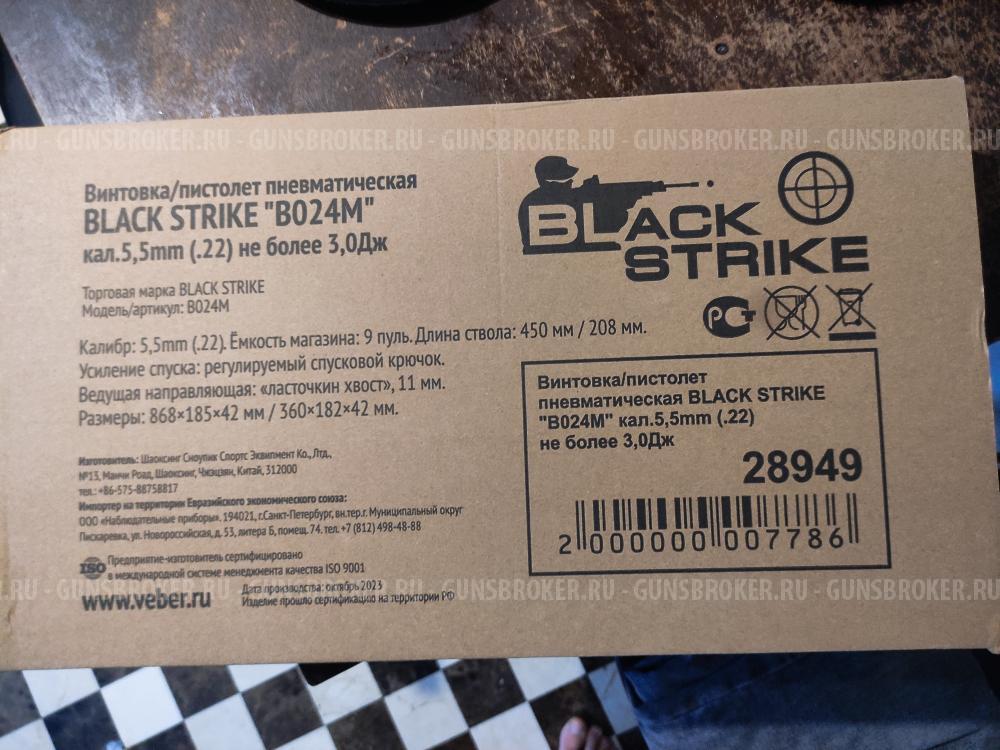 GUNSBROKER.RU - GUNSBROKER.RU - GUNSBROKER.RU - GUNSBROKER.RU - GUNSBROKER.RU
Винтовка/пистолет пневматическая
BLACK STRIKE "B024M"
кал.5,5mm (.22) не более 3,0Дж
Торговая марка BLACK STRIKE
Модель/артикул: B024M
Калибр: 5,5mm (.22). Ёмкость магазина: 9 пуль. Длина ствола: 450 мм / 208 мм.
Усиление спуска: регулируемый спусковой крючок.
Ведущая направляющая: «ласточкин хвост», 11 мм.
Размеры: 868×185×42 мм / 360×182×42 мм.
Изготовитель: Шаоксинг Сноупик Спортс Эквипмент Ко., Лтд.,
№13, Манчи Роад, Шаоксинг, Чжэцзян, Китай, 312000
тел.: +86-575-88758817
Импортер на территории Евразийского экономического союза:
ООО «Наблюдательные приборы». 194021, г.Санкт-Петербург, вн.тер.г. Муниципальный округ
Пискаревка, ул. Новороссийская, д. 53, литера Б, помещ. 74. тел. +7 (812) 498-48-88
ISO Предприятие-изготовитель сертифицировано
в международной системе менеджмента качества ISO 9001
www.veber.ru
Дата производства: октябрь 2023
Изделие прошло сертификацию на территории РФ
BLACK
STRIKE
РСТ
Винтовка/пистолет
пневматическая BLACK STRIKE
"B024M" кал.5,5mm (.22)
не более 3,0Дж
28949
2 000000 007786
.RU - GUNSBROKER.RU - GUNSBROKER.RU - GUNSBROKER.RU - GUNSBROKER.RU - GUNSBROKER.RU